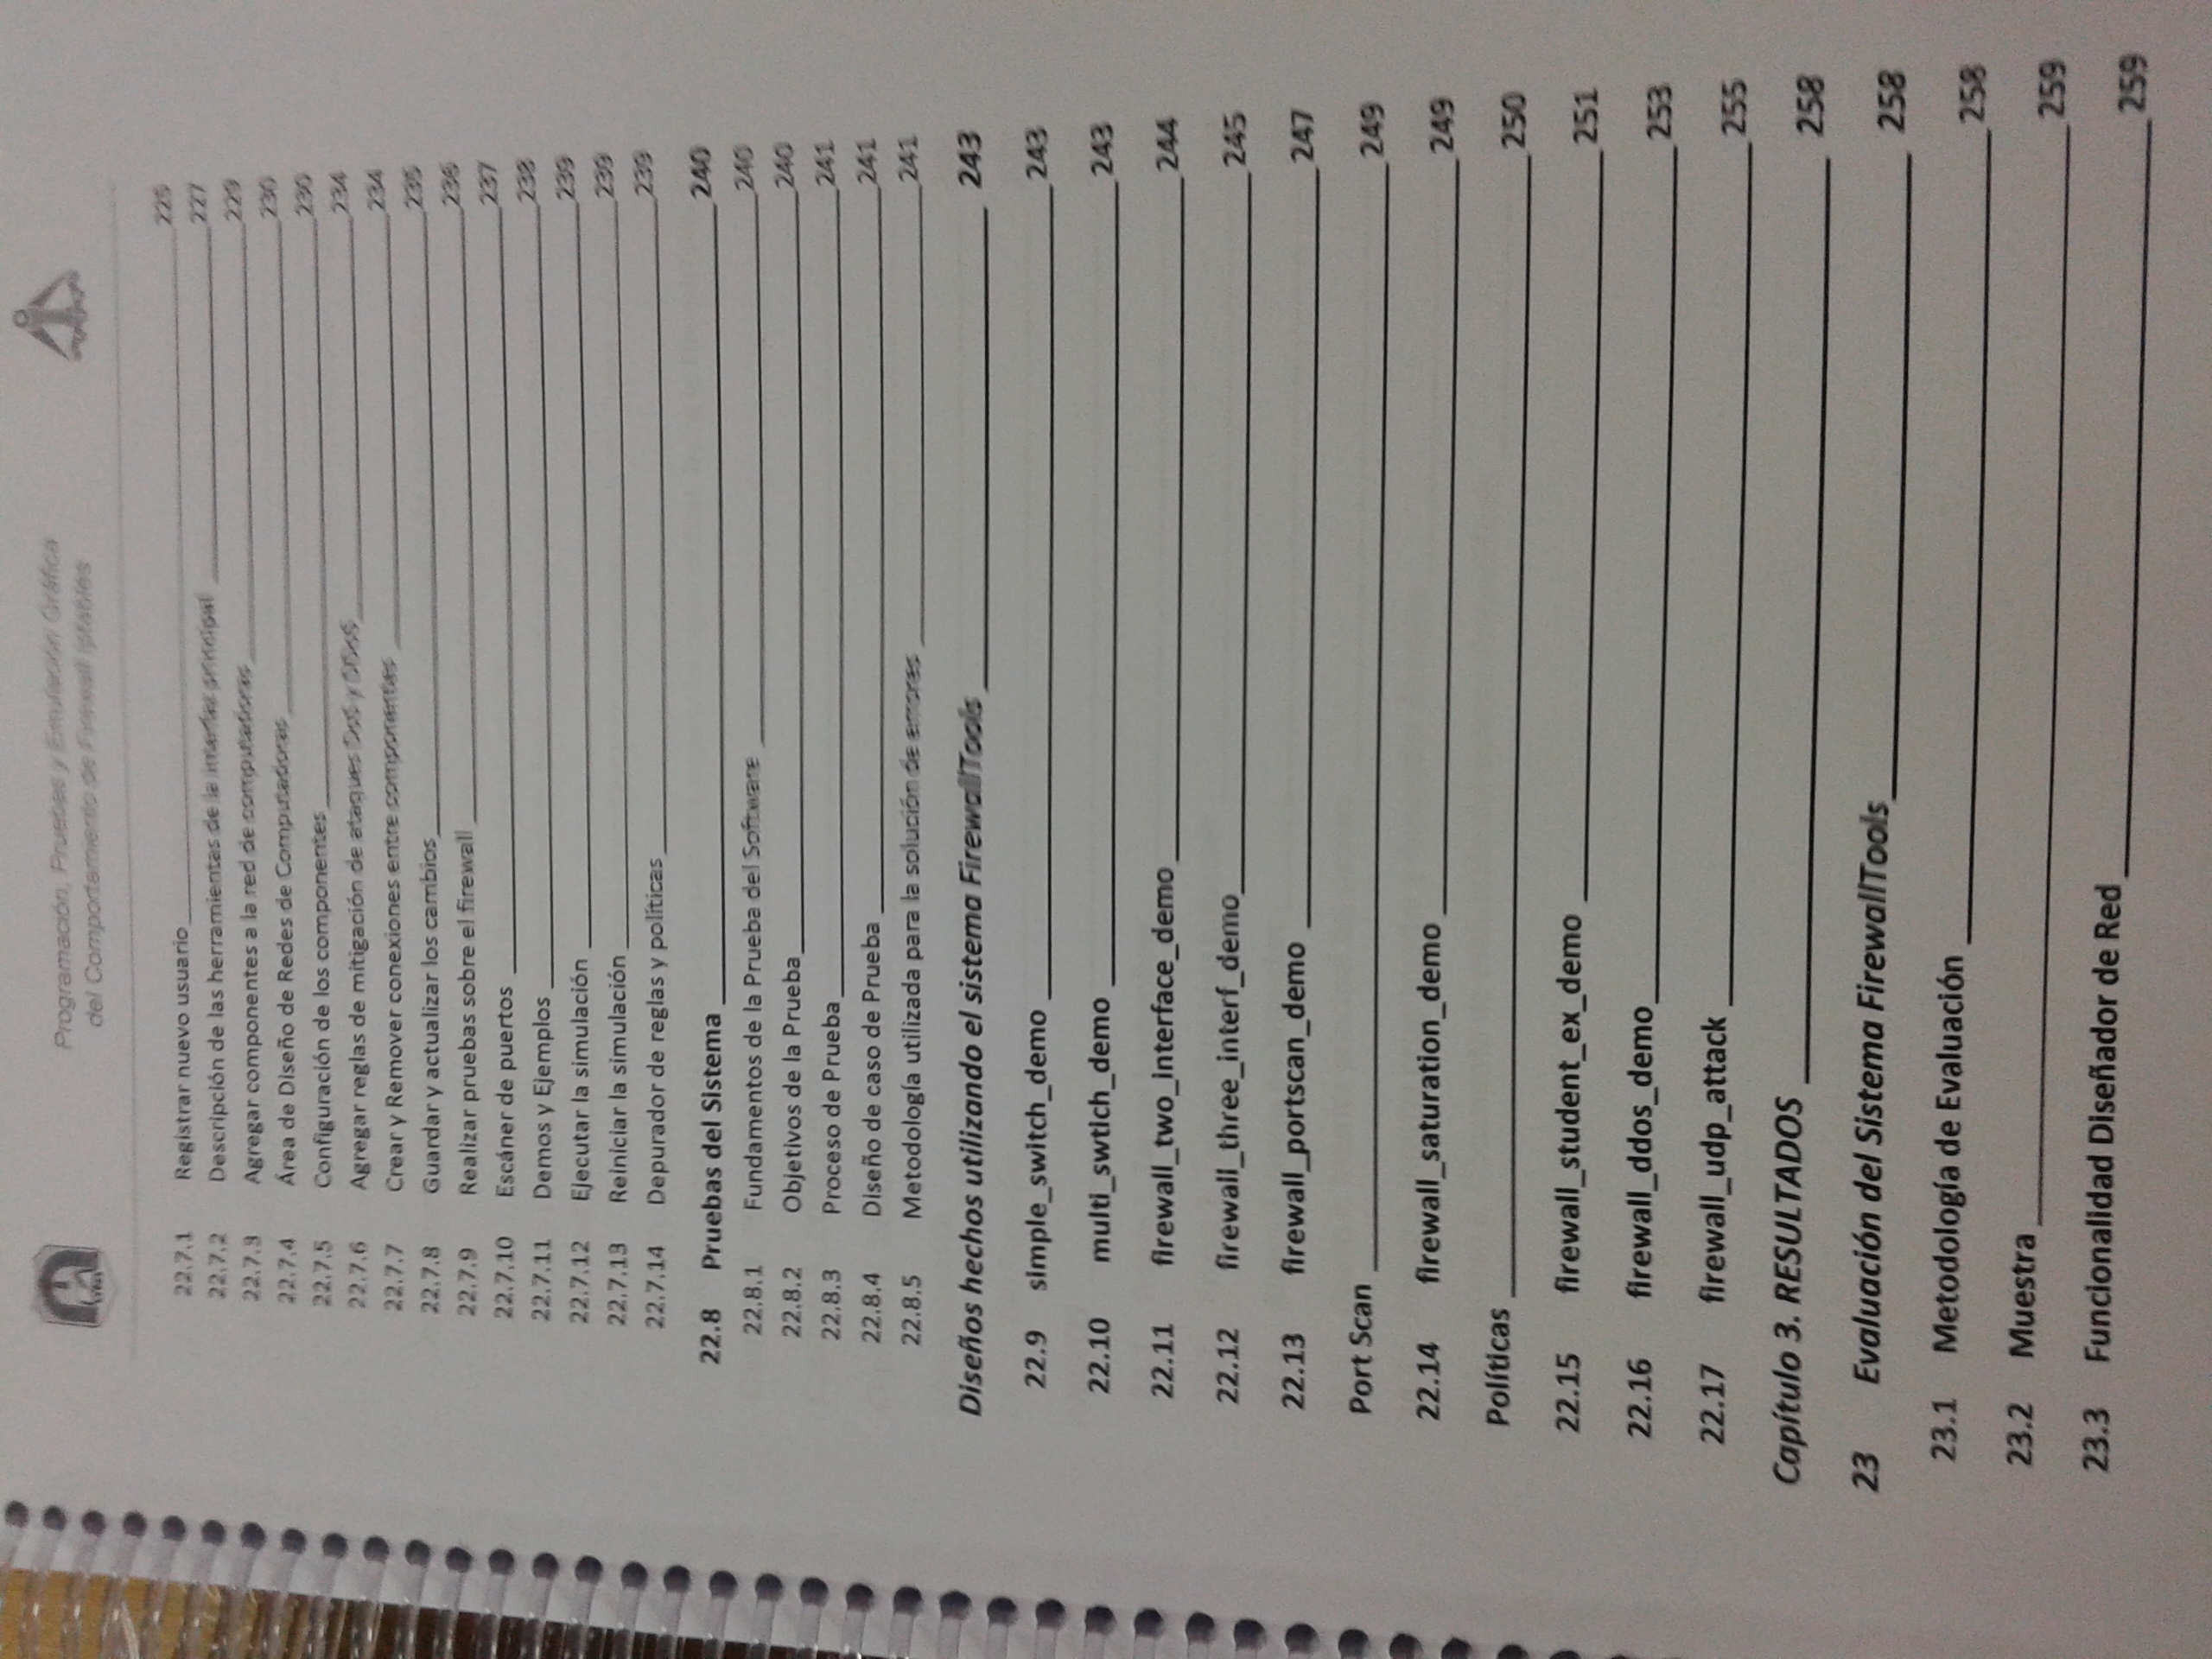 Programación, Pruebas y Emulación Gráfica
del Comportamiento de Firewall Iptables
22.7.1 Registrar nuevo usuario 225
22.7.2 Descripción de las herramientas de la interfaz principal 227
22.7.3 Agregar componentes a la red de computadoras 229
22.7.4 Área de Diseño de Redes de Computadoras 230
22.7.5 Configuración de los componentes 230
22.7.6 Agregar reglas de mitigación de ataques DoS y DDoS 234
22.7.7 Crear y Remover conexiones entre componentes 234
22.7.8 Guardar y actualizar los cambios 235
22.7.9 Realizar pruebas sobre el firewall 236
22.7.10 Escáner de puertos 237
22.7.11 Demos y Ejemplos 238
22.7.12 Ejecutar la simulación 239
22.7.13 Reiniciar la simulación 239
22.7.14 Depurador de reglas y políticas 239
22.8 Pruebas del Sistema 240
22.8.1 Fundamentos de la Prueba del Software 240
22.8.2 Objetivos de la Prueba 240
22.8.3 Proceso de Prueba 241
22.8.4 Diseño de caso de Prueba 241
22.8.5 Metodología utilizada para la solución de errores 241
Diseños hechos utilizando el sistema FirewallTools 243
22.9 simple_switch_demo 243
22.10 multi_swtich_demo 243
22.11 firewall_two_interface_demo 244
22.12 firewall_three_interf_demo 245
22.13 firewall_portscan_demo 247
Port Scan 249
22.14 firewall_saturation_demo 249
Políticas 250
22.15 firewall_student_ex_demo 251
22.16 firewall_ddos_demo 253
22.17 firewall_udp_attack 255
Capítulo 3. RESULTADOS 258
23 Evaluación del Sistema FirewallTools 258
23.1 Metodología de Evaluación 258
23.2 Muestra 259
23.3 Funcionalidad Diseñador de Red 259